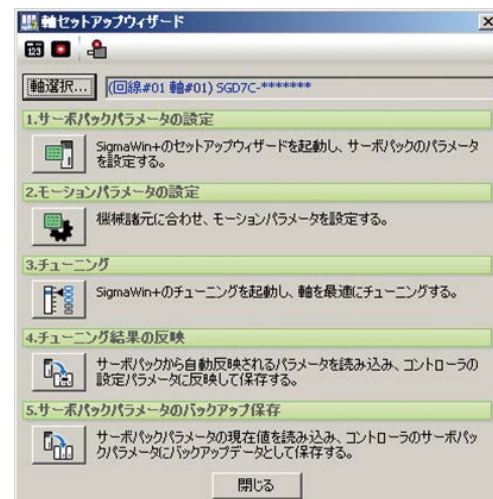 軸セットアップウィザード
軸選択... (回線#01 軸#01) SGD7C-*******
1.サーボパックパラメータの設定
SigmaWin+のセットアップウィザードを起動し、サーボパックのパラメータ
を設定する。
2.モーションパラメータの設定
機械諸元に合わせ、モーションパラメータを設定する。
3.チューニング
SigmaWin+のチューニングを起動し、軸を最適にチューニングする。
4.チューニング結果の反映
サーボパックから自動反映されるパラメータを読み込み、コントローラの
設定パラメータに反映して保存する。
5.サーボパックパラメータのバックアップ保存
サーボパックパラメータの現在値を読み込み、コントローラのサーボパッ
クパラメータにバックアップデータとして保存する。
閉じる